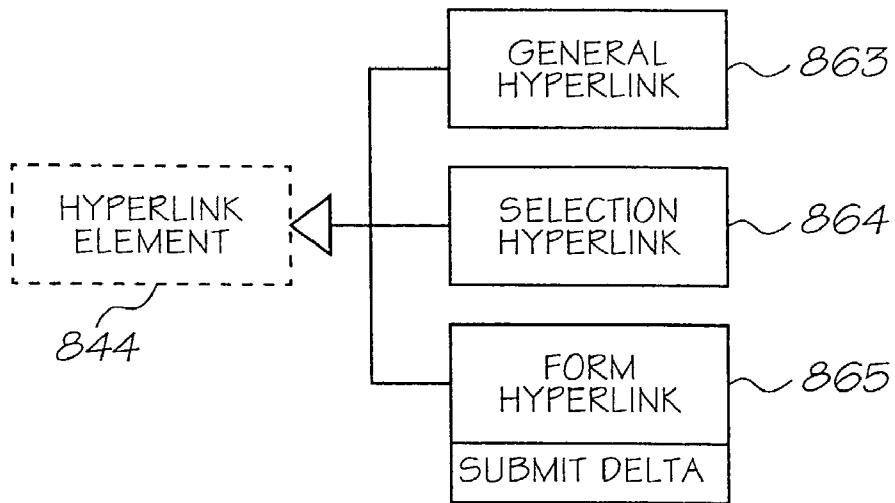 GENERAL
HYPERLINK
863
HYPERLINK
ELEMENT
844
SELECTION
HYPERLINK
864
FORM
HYPERLINK
865
SUBMIT DELTA